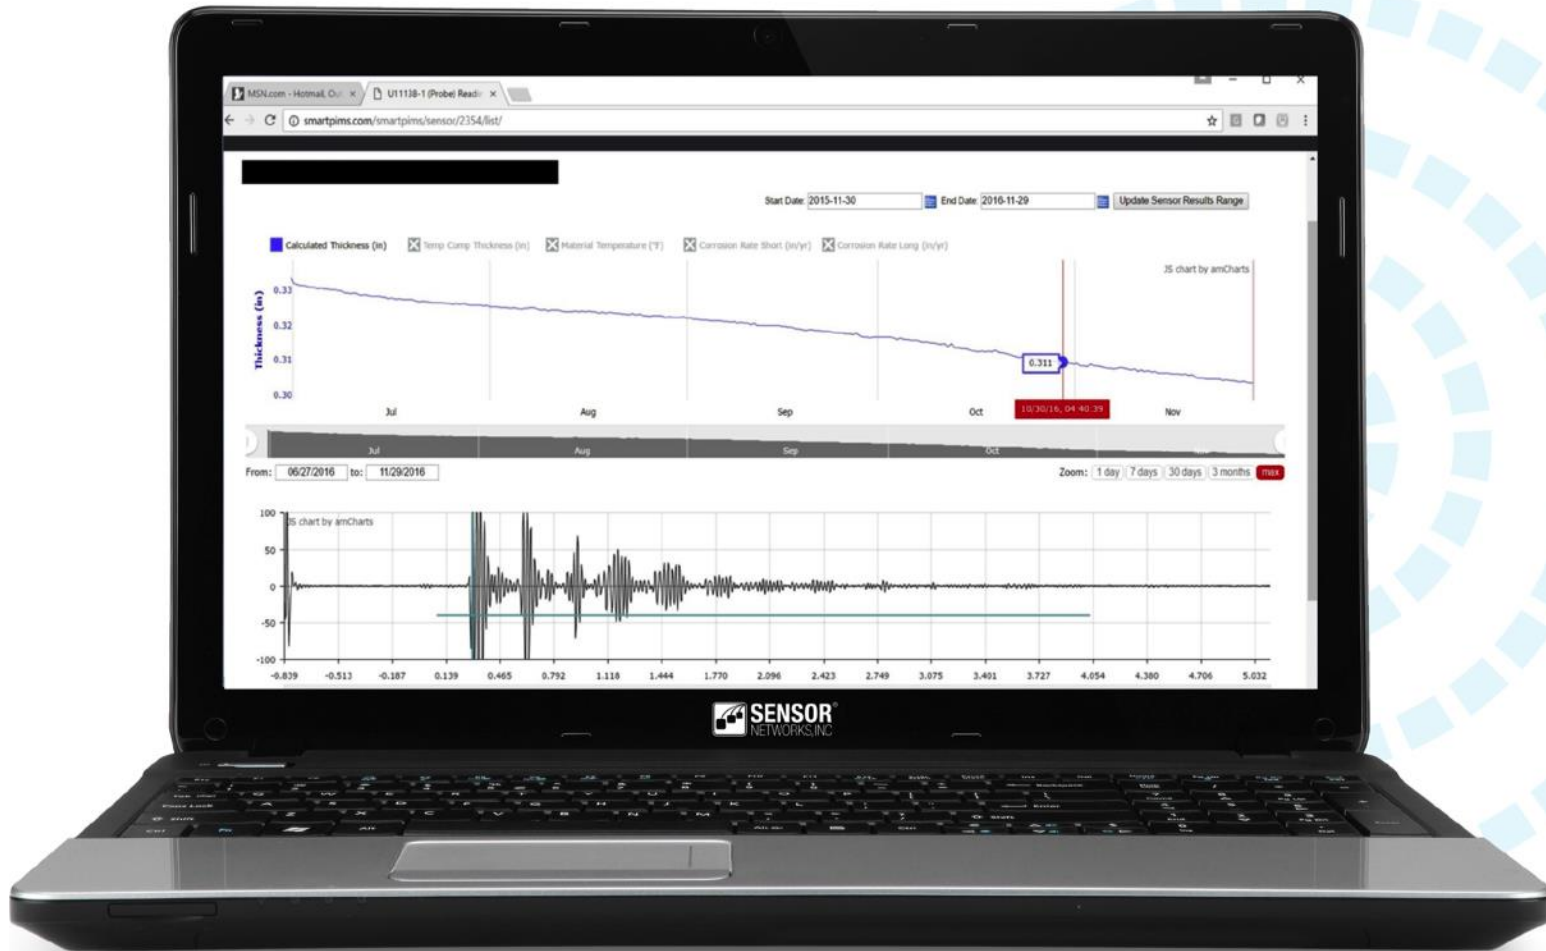 MSN.com - Hotmail, Out
U11138-1 (Probe) Readi
smartpims.com/smartpims/sensor/2354/list/
Start Date: 2015-11-30 End Date: 2016-11-29 Update Sensor Results Range
Calculated Thickness (in) Temp Comp Thickness (in) Material Temperature (°F) Corrosion Rate Short (in/yr) Corrosion Rate Long (in/yr)
JS chart by amCharts
Thickness (in)
0.33
0.32
0.31
0.30
0.311
Jul Aug Sep Oct 10/30/16, 04:40:39 Nov
Jul Aug Sep Oct
From: 06/27/2016 to: 11/29/2016 Zoom: 1 day 7 days 30 days 3 months max
JS chart by amCharts
100
50
0
-50
-100
-0.839 -0.513 -0.187 0.139 0.465 0.792 1.118 1.444 1.770 2.096 2.423 2.749 3.075 3.401 3.727 4.054 4.380 4.706 5.032
SENSOR®
NETWORKS, INC